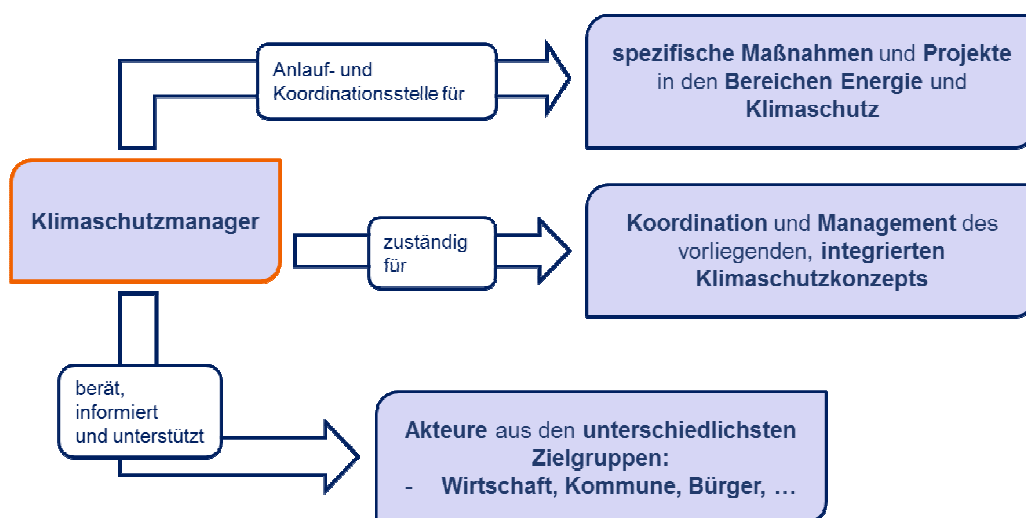 Anlauf- und
Koordinationsstelle für
spezifische Maßnahmen und Projekte
in den Bereichen Energie und
Klimaschutz
Klimaschutzmanager
zuständig
für
Koordination und Management des
vorliegenden, integrierten
Klimaschutzkonzepts
berät,
informiert
und unterstützt
Akteure aus den unterschiedlichsten
Zielgruppen:
- Wirtschaft, Kommune, Bürger, …